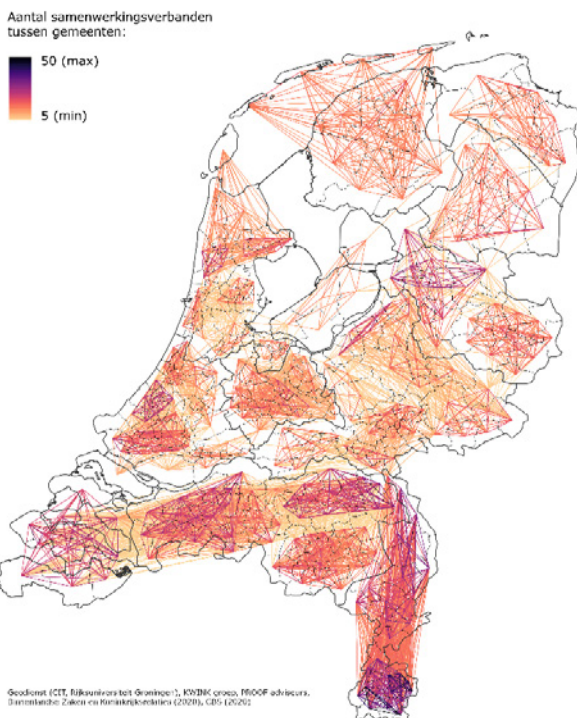 Aantal samenwerkingsverbanden
tussen gemeenten:
50 (max)
5 (min)
Geodienst (CIT, Rijksuniversiteit Groningen), KWINK groep, PROOF adviseurs,
Binnenlandse Zaken en Koninkrijksrelaties (2020), CBS (2020)